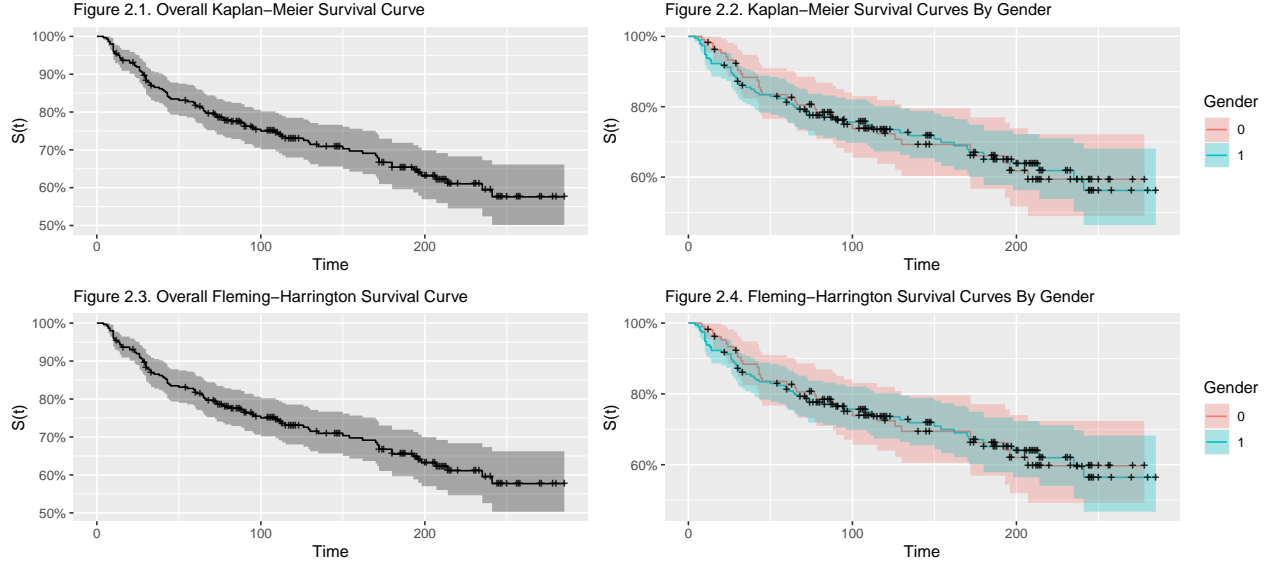 Figure 2.1. Overall Kaplan−Meier Survival Curve
100%
90%
80%
70%
60%
50%
S(t)
0
100
200
Time
Figure 2.2. Kaplan−Meier Survival Curves By Gender
100%
80%
60%
S(t)
0
100
200
Time
Gender
0
1
Figure 2.3. Overall Fleming−Harrington Survival Curve
100%
90%
80%
70%
60%
50%
S(t)
0
100
200
Time
Figure 2.4. Fleming−Harrington Survival Curves By Gender
100%
80%
60%
S(t)
0
100
200
Time
Gender
0
1